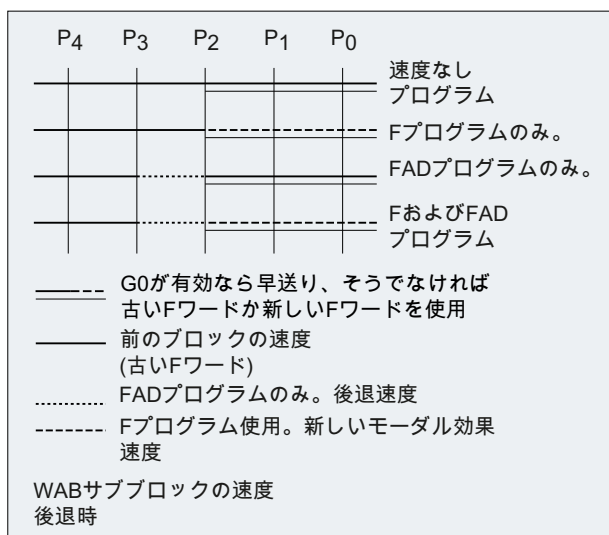 P4 P3 P2 P1 P0
速度なし
プログラム
Fプログラムのみ。
FADプログラムのみ。
FおよびFAD
プログラム
G0が有効なら早送り、そうでなければ
古いFワードか新しいFワードを使用
前のブロックの速度
(古いFワード)
FADプログラムのみ。後退速度
Fプログラム使用。新しいモーダル効果
速度
WABサブブロックの速度
後退時